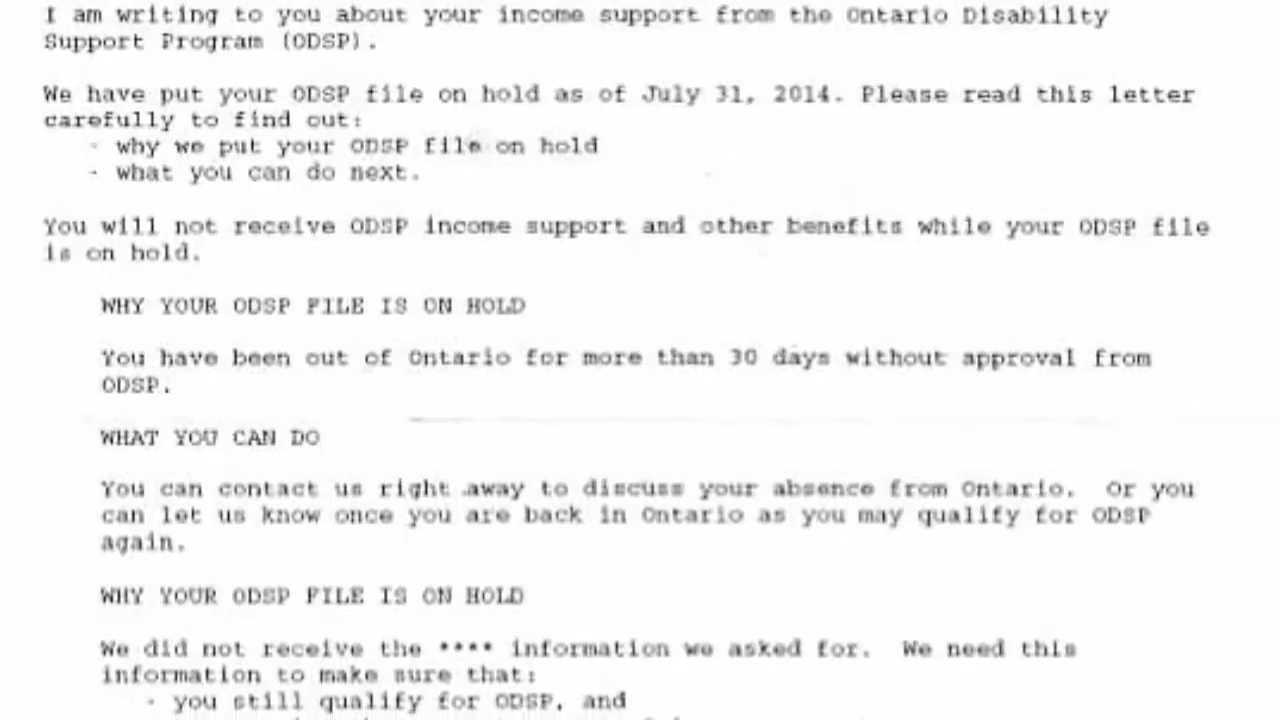 I am writing to you about your income support from the Ontario Disability
Support Program (ODSP).
We have put your ODSP file on hold as of July 31, 2014. Please read this letter
carefully to find out:
- why we put your ODSP file on hold
- what you can do next.
You will not receive ODSP income support and other benefits while your ODSP file
is on hold.
WHY YOUR ODSP FILE IS ON HOLD
You have been out of Ontario for more than 30 days without approval from
ODSP.
WHAT YOU CAN DO
You can contact us right away to discuss your absence from Ontario. Or you
can let us know once you are back in Ontario as you may qualify for ODSP
again.
WHY YOUR ODSP FILE IS ON HOLD
We did not receive the **** information we asked for. We need this
information to make sure that:
- you still qualify for ODSP, and